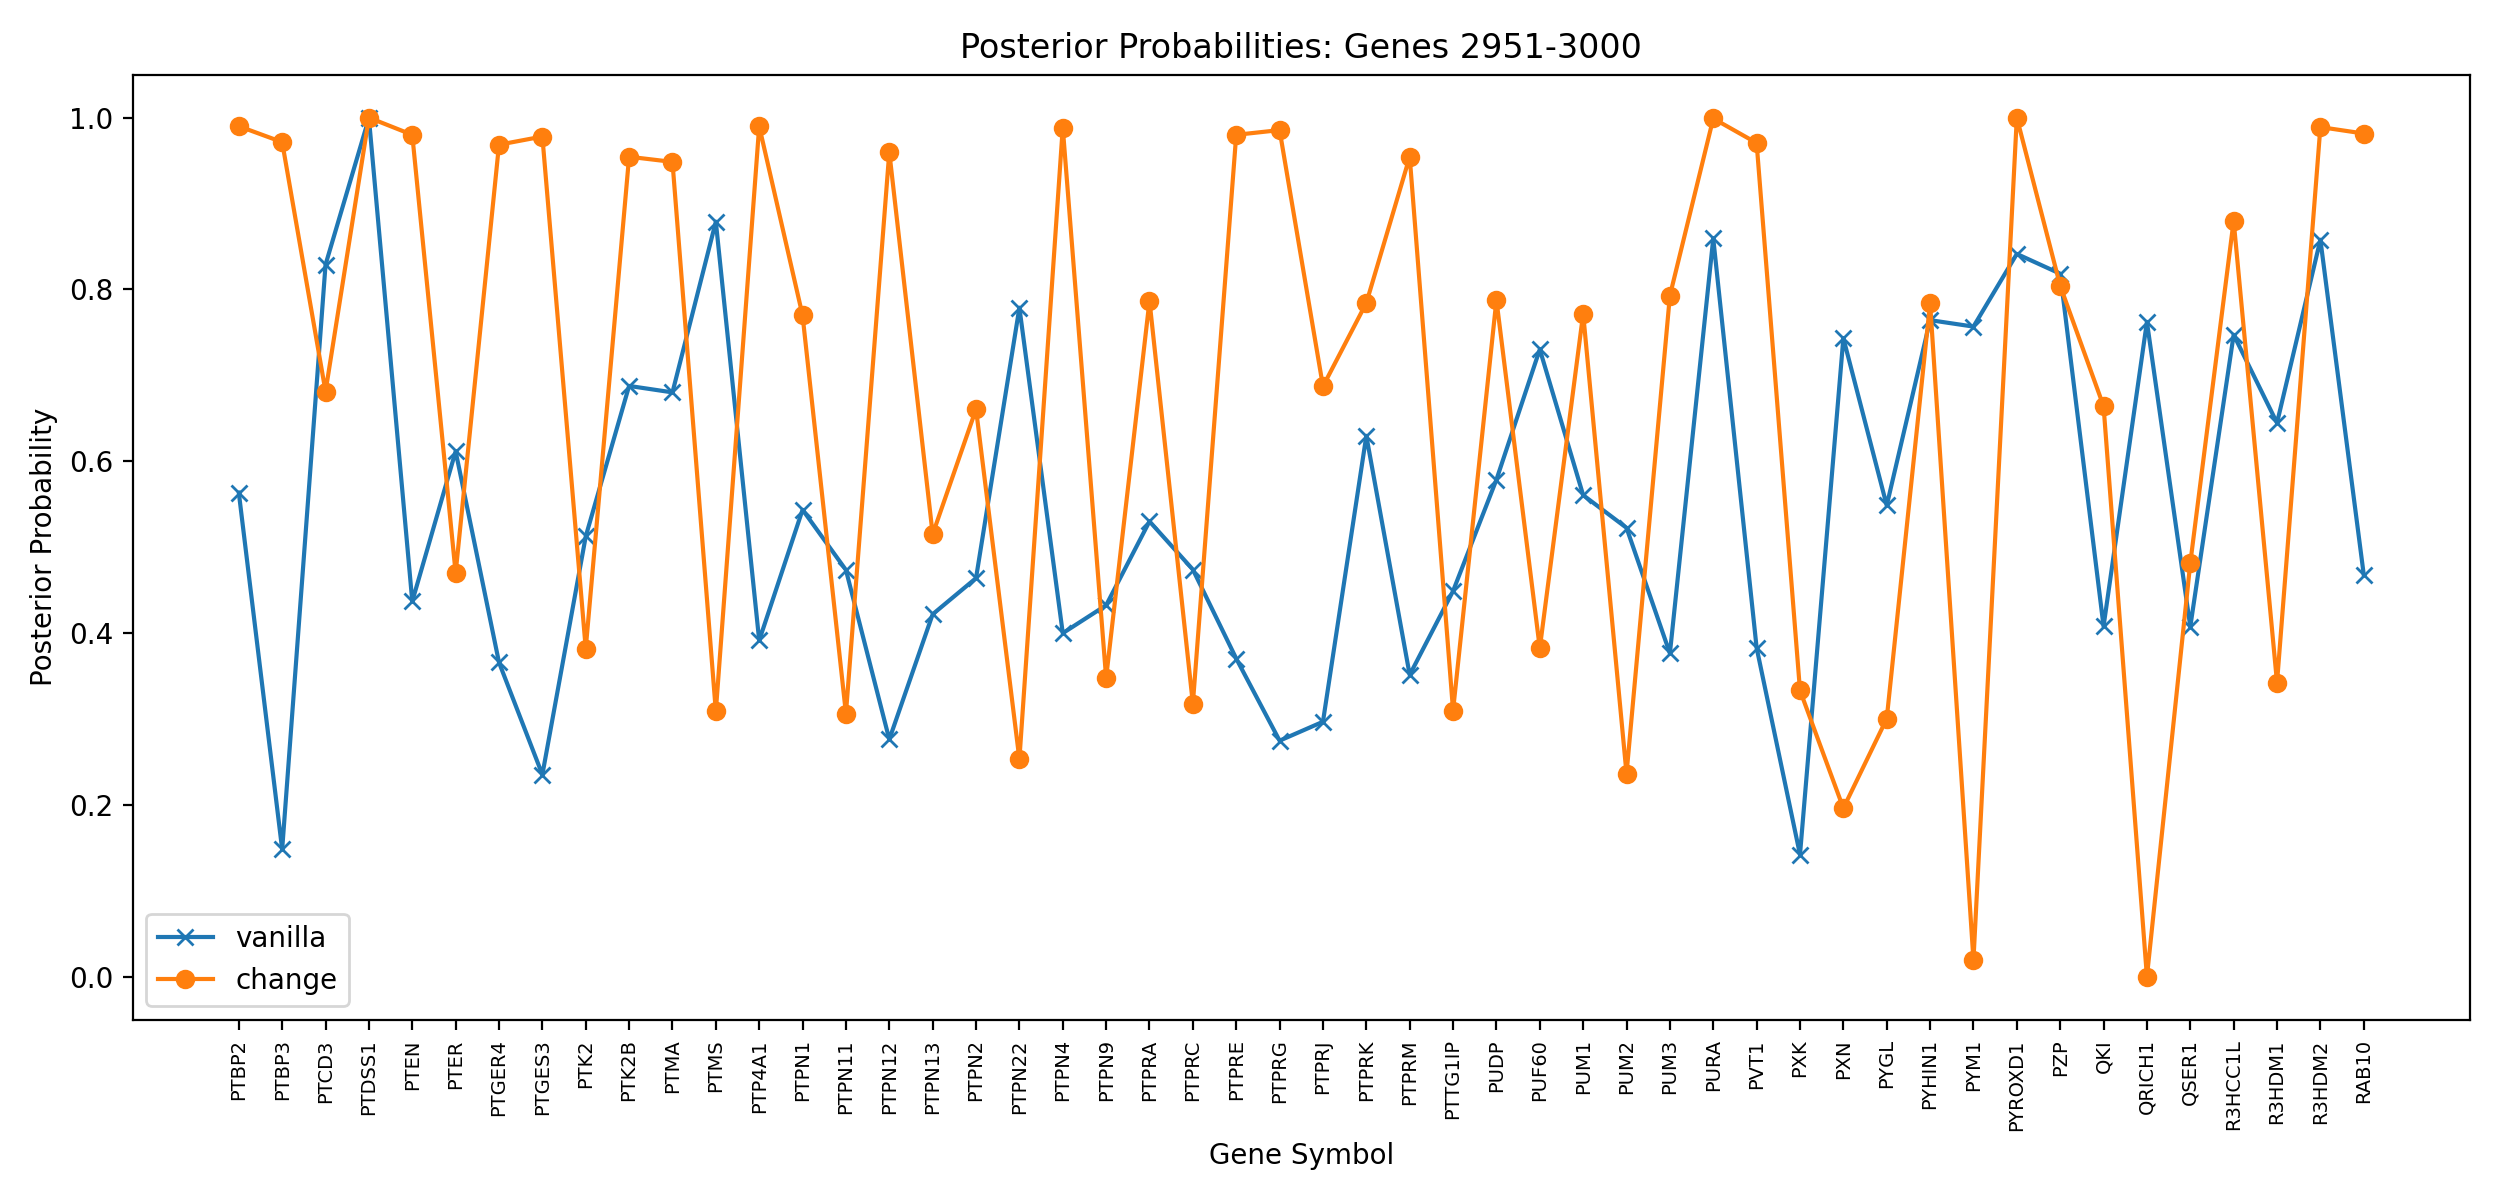 Posterior Probabilities: Genes 2951-3000
Posterior Probability
1.0
0.8
0.6
0.4
0.2
0.0
vanilla
change
PTBP2
PTBP3
PTCD3
PTDSS1
PTEN
PTER
PTGER4
PTGES3
PTK2
PTK2B
PTMA
PTMS
PTP4A1
PTPN1
PTPN11
PTPN12
PTPN13
PTPN2
PTPN22
PTPN4
PTPN9
PTPRA
PTPRC
PTPRE
PTPRG
PTPRJ
PTPRK
PTPRM
PTTG1IP
PUDP
PUF60
PUM1
PUM2
PUM3
PURA
PVT1
PXK
PXN
PYGL
PYHIN1
PYM1
PYROXD1
PZP
QKI
QRICH1
QSER1
R3HCC1L
R3HDM1
R3HDM2
RAB10
Gene Symbol